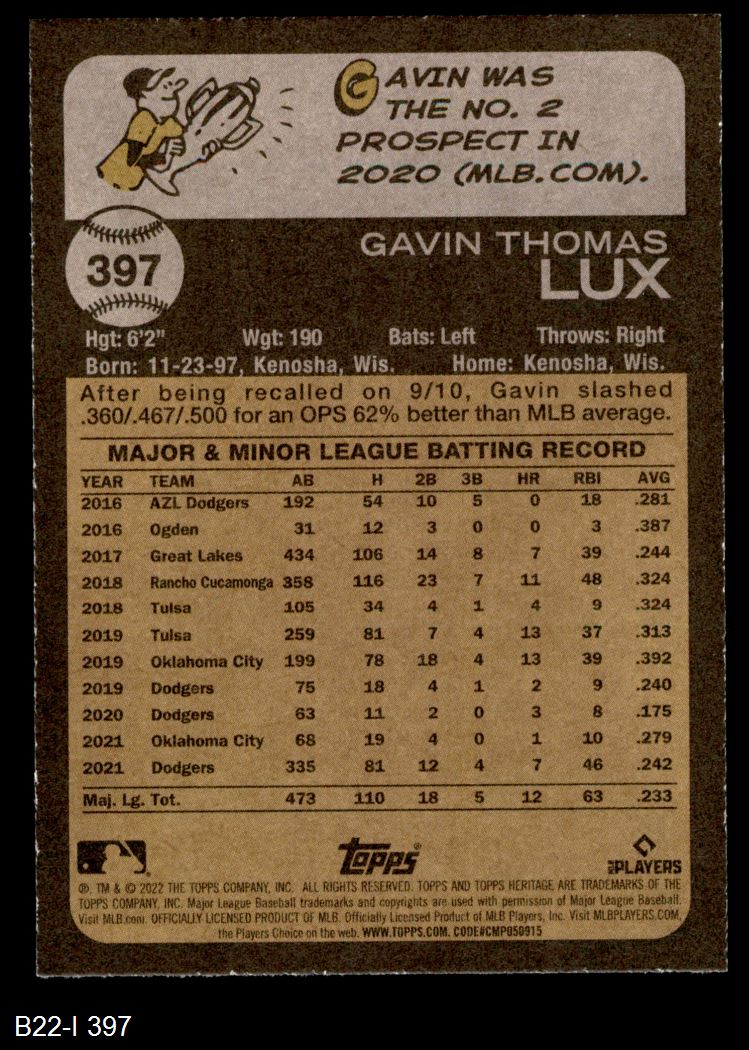 GAVIN WAS
THE NO. 2
PROSPECT IN
2020 (MLB.COM).
397
GAVIN THOMAS
LUX
Hgt: 6'2" Wgt: 190 Bats: Left Throws: Right
Born: 11-23-97, Kenosha, Wis. Home: Kenosha, Wis.
After being recalled on 9/10, Gavin slashed
.360/.467/.500 for an OPS 62% better than MLB average.
MAJOR & MINOR LEAGUE BATTING RECORD
YEAR TEAM AB H 2B 3B HR RBI AVG
2016 AZL Dodgers 192 54 10 5 0 18 .281
2016 Ogden 31 12 3 0 0 3 .387
2017 Great Lakes 434 106 14 8 7 39 .244
2018 Rancho Cucamonga 358 116 23 7 11 48 .324
2018 Tulsa 105 34 4 1 4 9 .324
2019 Tulsa 259 81 7 4 13 37 .313
2019 Oklahoma City 199 78 18 4 13 39 .392
2019 Dodgers 75 18 4 1 2 9 .240
2020 Dodgers 63 11 2 0 3 8 .175
2021 Oklahoma City 68 19 4 0 1 10 .279
2021 Dodgers 335 81 12 4 7 46 .242
Maj. Lg. Tot. 473 110 18 5 12 63 .233
topps® MLB PLAYERS
®, TM & © 2022 THE TOPPS COMPANY, INC. ALL RIGHTS RESERVED. TOPPS AND TOPPS HERITAGE ARE TRADEMARKS OF THE
TOPPS COMPANY, INC. Major League Baseball trademarks and copyrights are used with permission of Major League Baseball.
Visit MLB.com. OFFICIALLY LICENSED PRODUCT OF MLB. Officially Licensed Product of MLB Players, Inc. Visit MLBPLAYERS.COM,
the Players Choice on the web. WWW.TOPPS.COM. CODE#CMP050915
B22-I 397